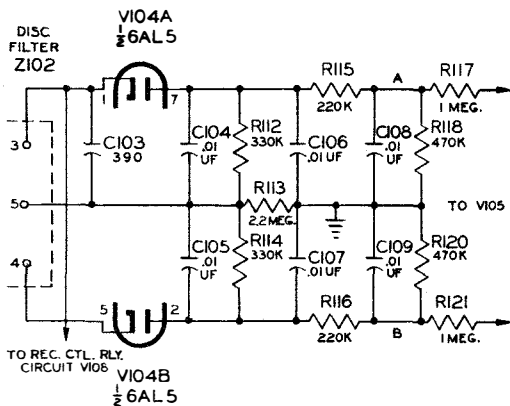 V104A
½ 6AL5
DISC
FILTER
Z102
1
7
R115
220K
A
R117
1 MEG.
3
C103
390
C104
.01
UF
R112
330K
C106
.01 UF
C108
.01
UF
R118
470K
5
R113
2.2 MEG.
TO V105
4
C105
.01
UF
R114
330K
C107
.01 UF
C109
.01
UF
R120
470K
5
2
R116
220K
B
R121
1 MEG.
TO REC. CTL. RLY.
CIRCUIT V108
V104B
½ 6AL5